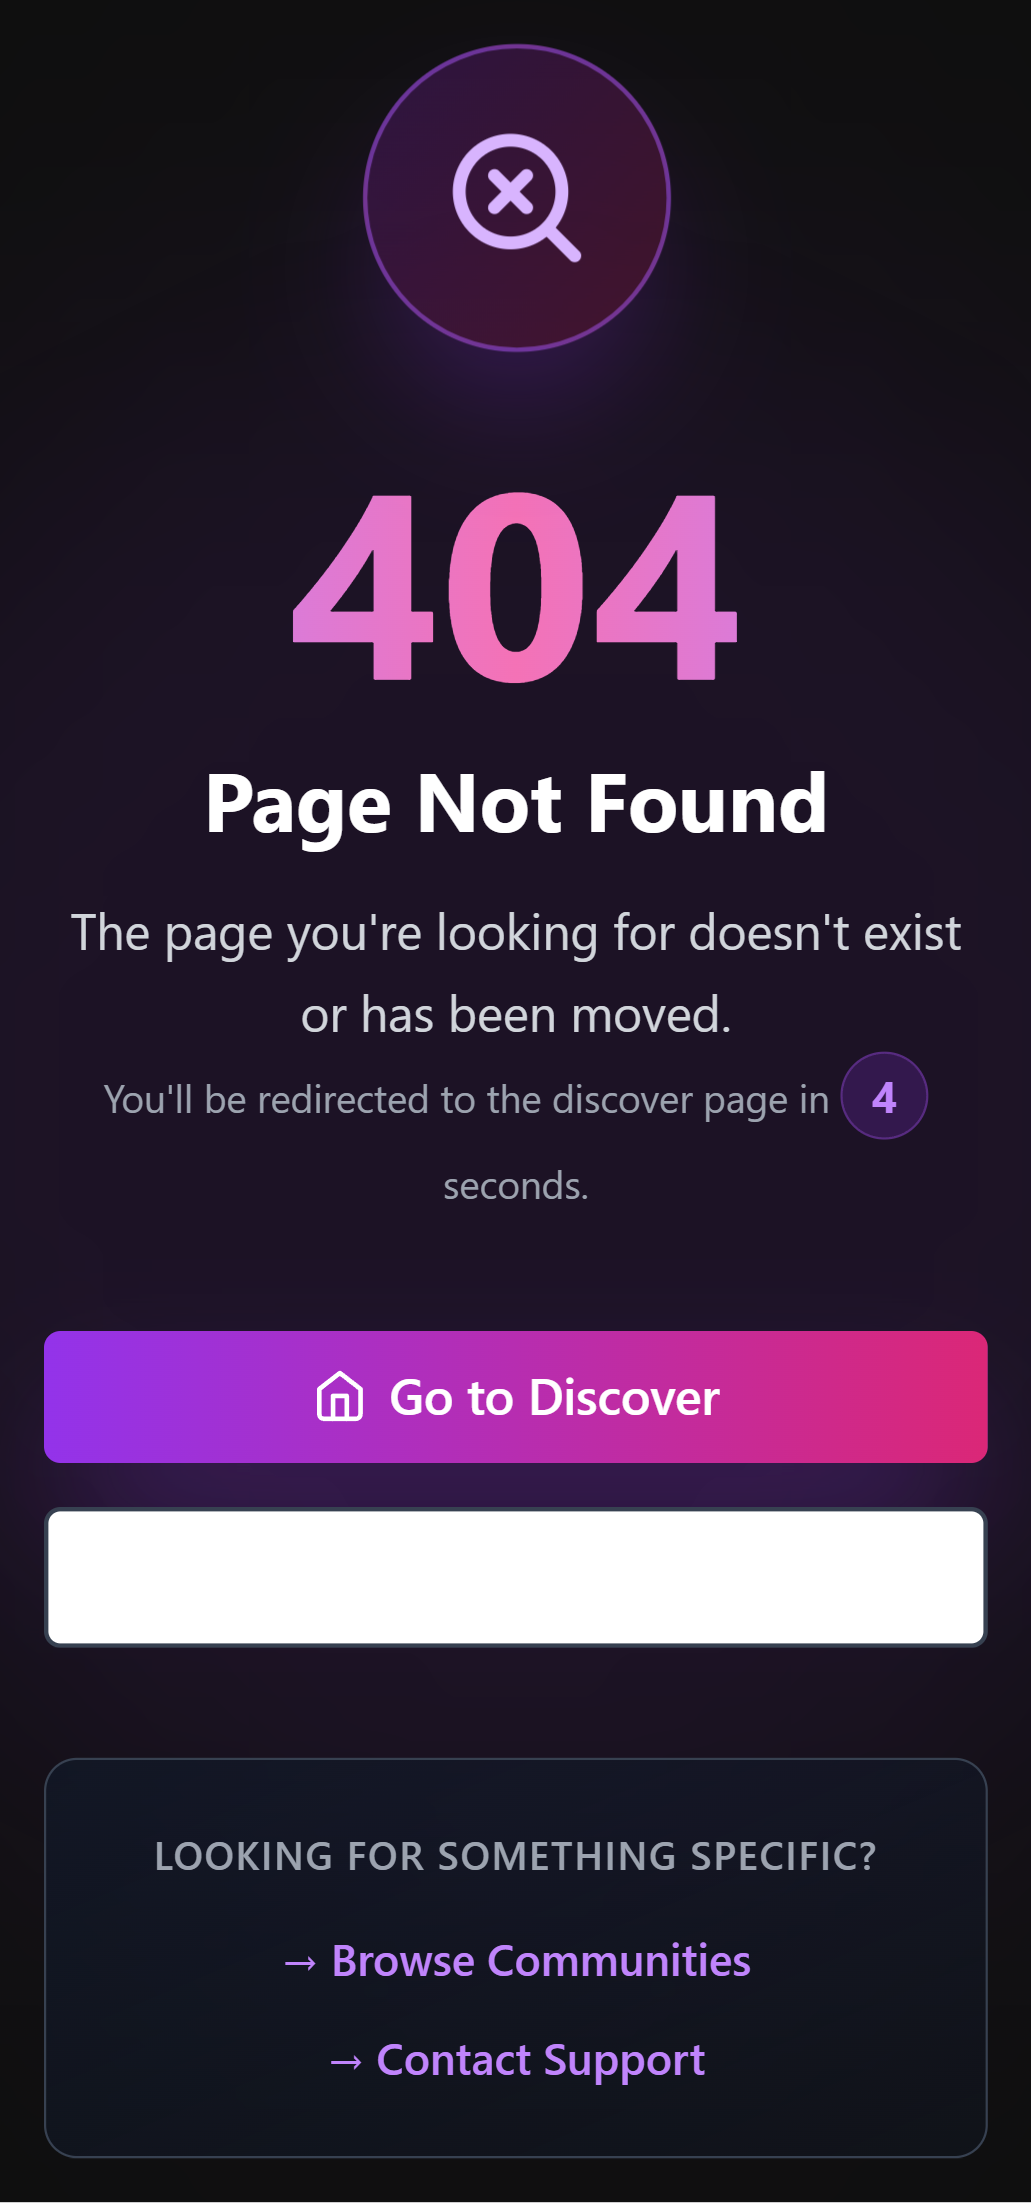 404
Page Not Found
The page you're looking for doesn't exist
or has been moved.
You'll be redirected to the discover page in 4
seconds.
Go to Discover
LOOKING FOR SOMETHING SPECIFIC?
→ Browse Communities
→ Contact Support